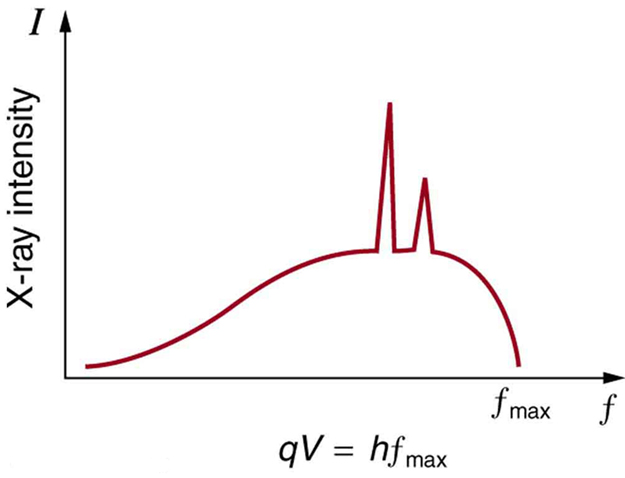 I
X-ray intensity
fmax
f
qV = hfmax